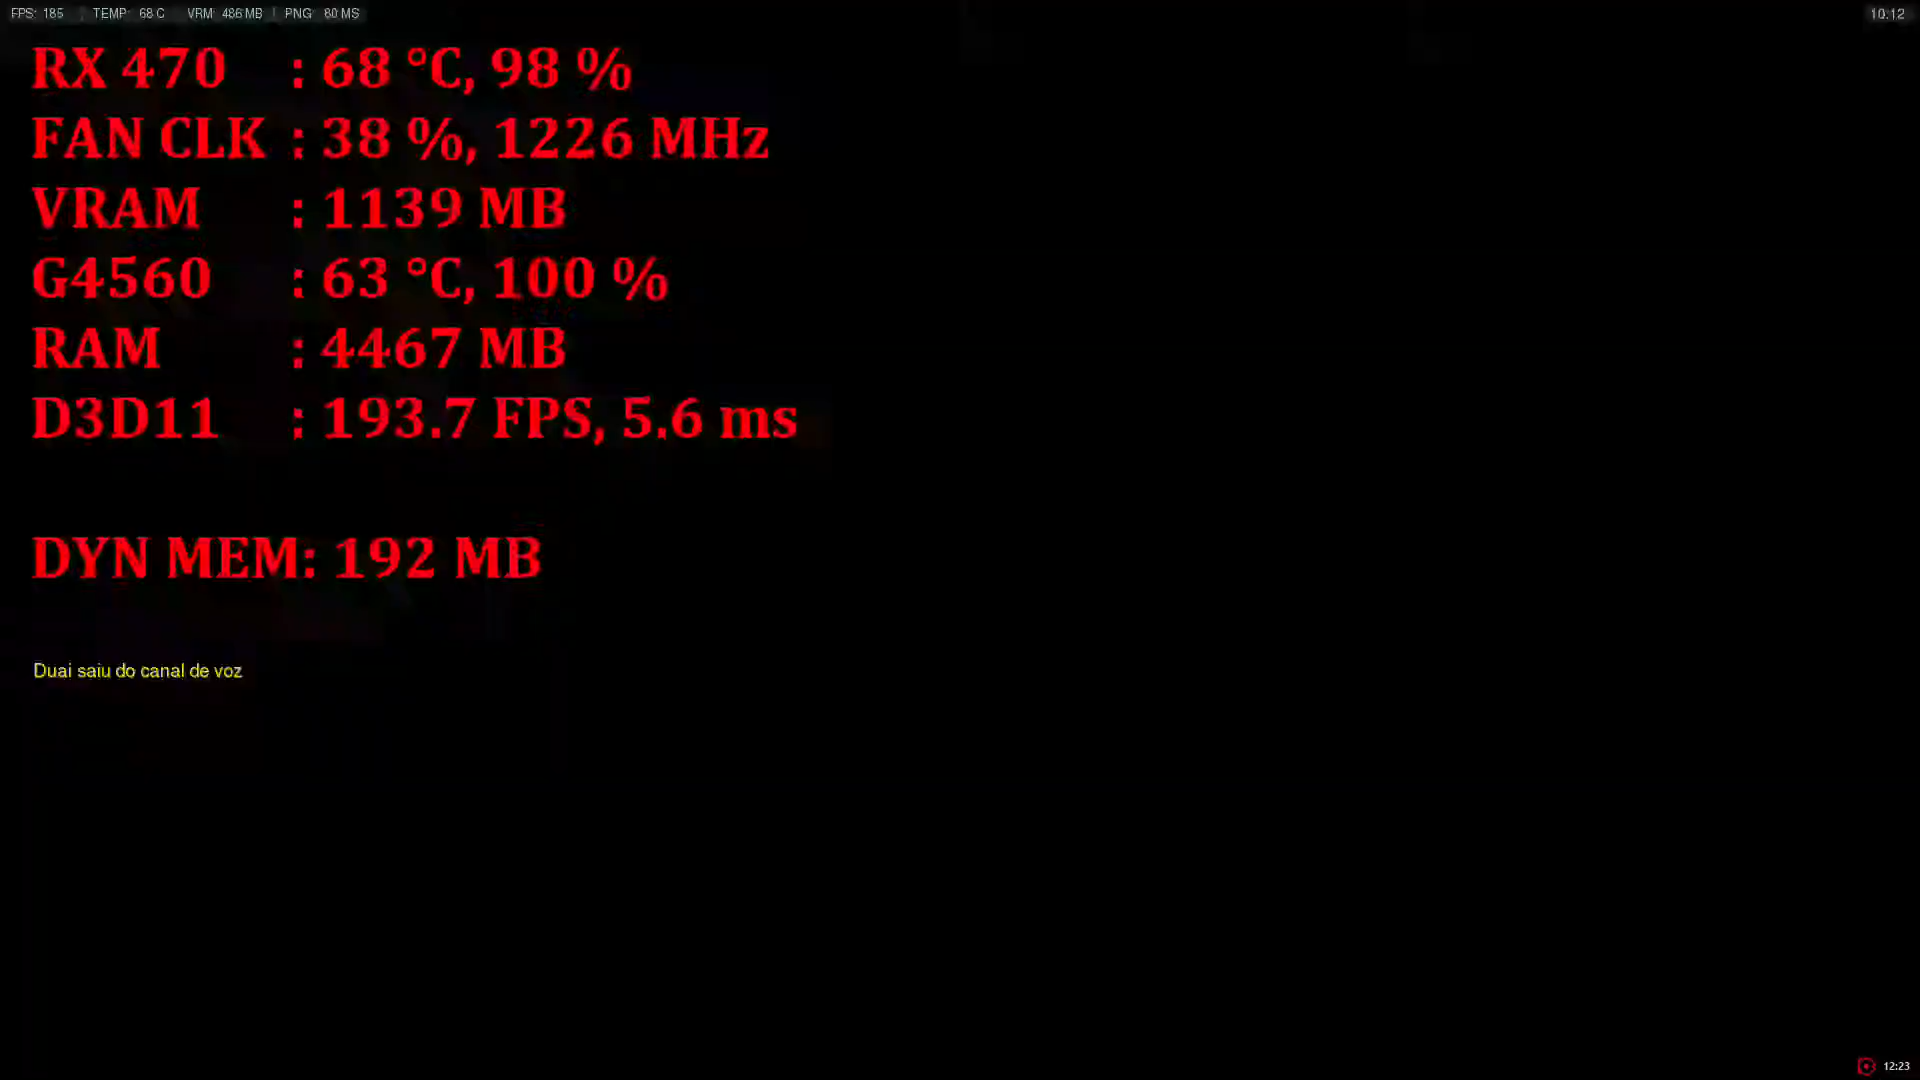 FPS: 185 | TEMP: 68 C VRM: 486 MB | PNG: 80 MS
10:12
RX 470 : 68 °C, 98 %
FAN CLK : 38 %, 1226 MHz
VRAM : 1139 MB
G4560 : 63 °C, 100 %
RAM : 4467 MB
D3D11 : 193.7 FPS, 5.6 ms
DYN MEM: 192 MB
Duai saiu do canal de voz
12:23